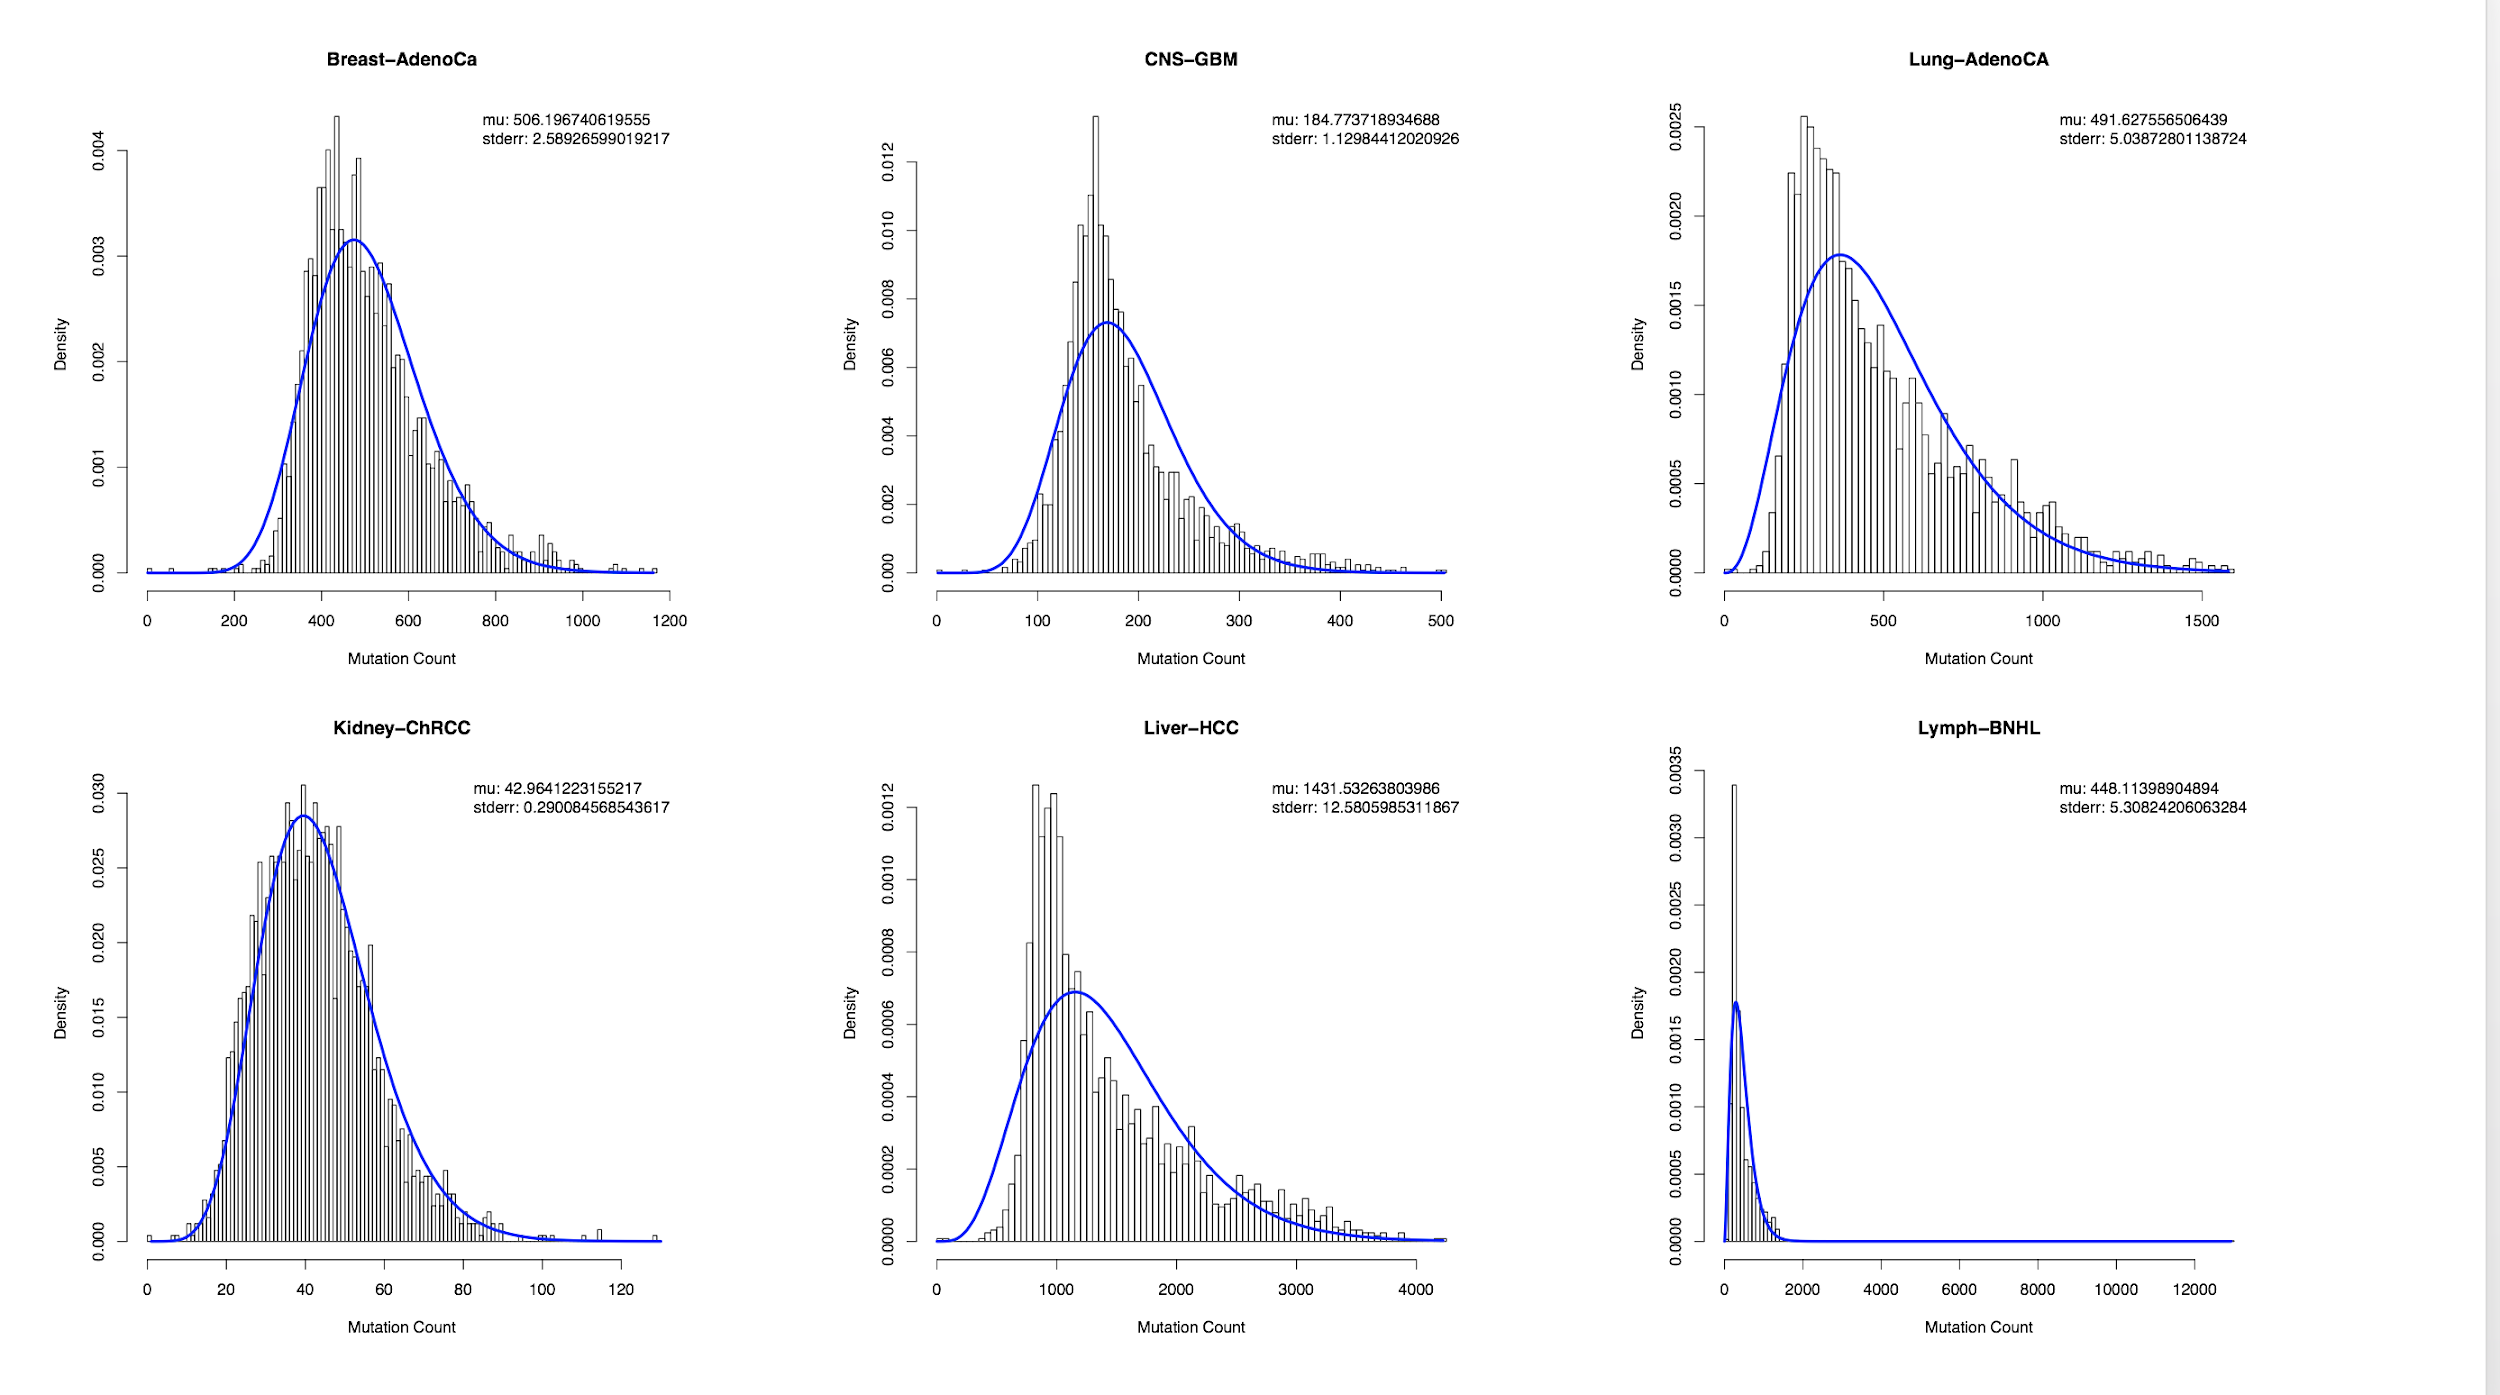 Breast–AdenoCa
mu: 506.196740619555
stderr: 2.58926599019217
Density
0.000
0.001
0.002
0.003
0.004
0
200
400
600
800
1000
1200
Mutation Count
CNS–GBM
mu: 184.773718934688
stderr: 1.12984412020926
Density
0.000
0.002
0.004
0.006
0.008
0.010
0.012
0
100
200
300
400
500
Mutation Count
Lung–AdenoCA
mu: 491.627556506439
stderr: 5.03872801138724
Density
0.0000
0.0005
0.0010
0.0015
0.0020
0.0025
0
500
1000
1500
Mutation Count
Kidney–ChRCC
mu: 42.9641223155217
stderr: 0.290084568543617
Density
0.000
0.005
0.010
0.015
0.020
0.025
0.030
0
20
40
60
80
100
120
Mutation Count
Liver–HCC
mu: 1431.53263803986
stderr: 12.5805985311867
Density
0.0000
0.0002
0.0004
0.0006
0.0008
0.0010
0.0012
0
1000
2000
3000
4000
Mutation Count
Lymph–BNHL
mu: 448.11398904894
stderr: 5.30824206063284
Density
0.0000
0.0005
0.0010
0.0015
0.0020
0.0025
0.0030
0.0035
0
2000
4000
6000
8000
10000
12000
Mutation Count